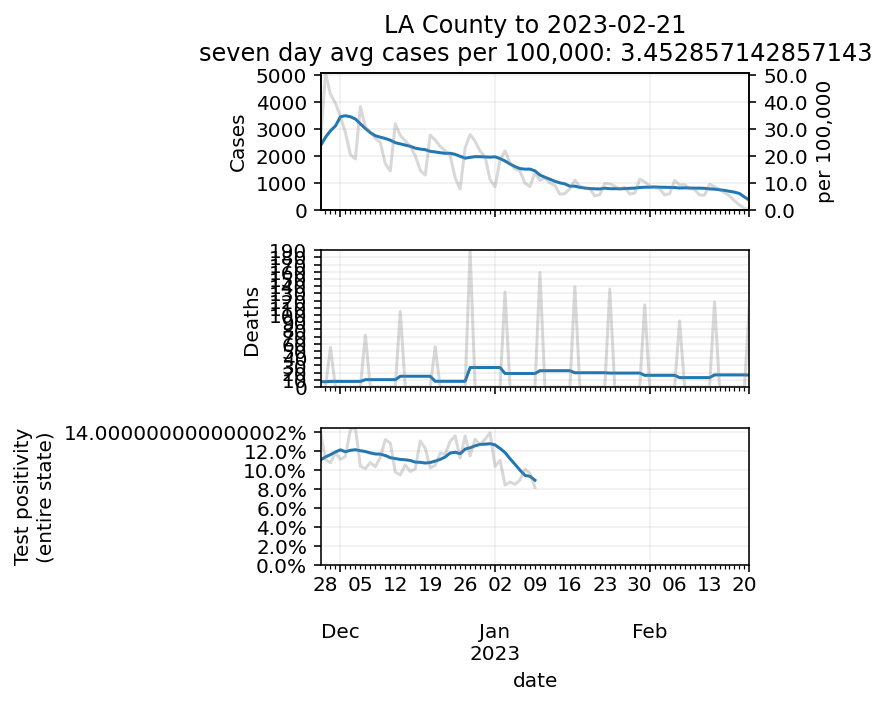 LA County to 2023-02-21
seven day avg cases per 100,000: 3.452857142857143
Cases
5000
4000
3000
2000
1000
0
50.0
40.0
30.0
20.0
10.0
0.0
per 100,000
Deaths
190
0
Test positivity
(entire state)
14.000000000000002%
12.0%
10.0%
8.0%
6.0%
4.0%
2.0%
0.0%
28 05 12 19 26 02 09 16 23 30 06 13 20
Dec Jan Feb
2023
date